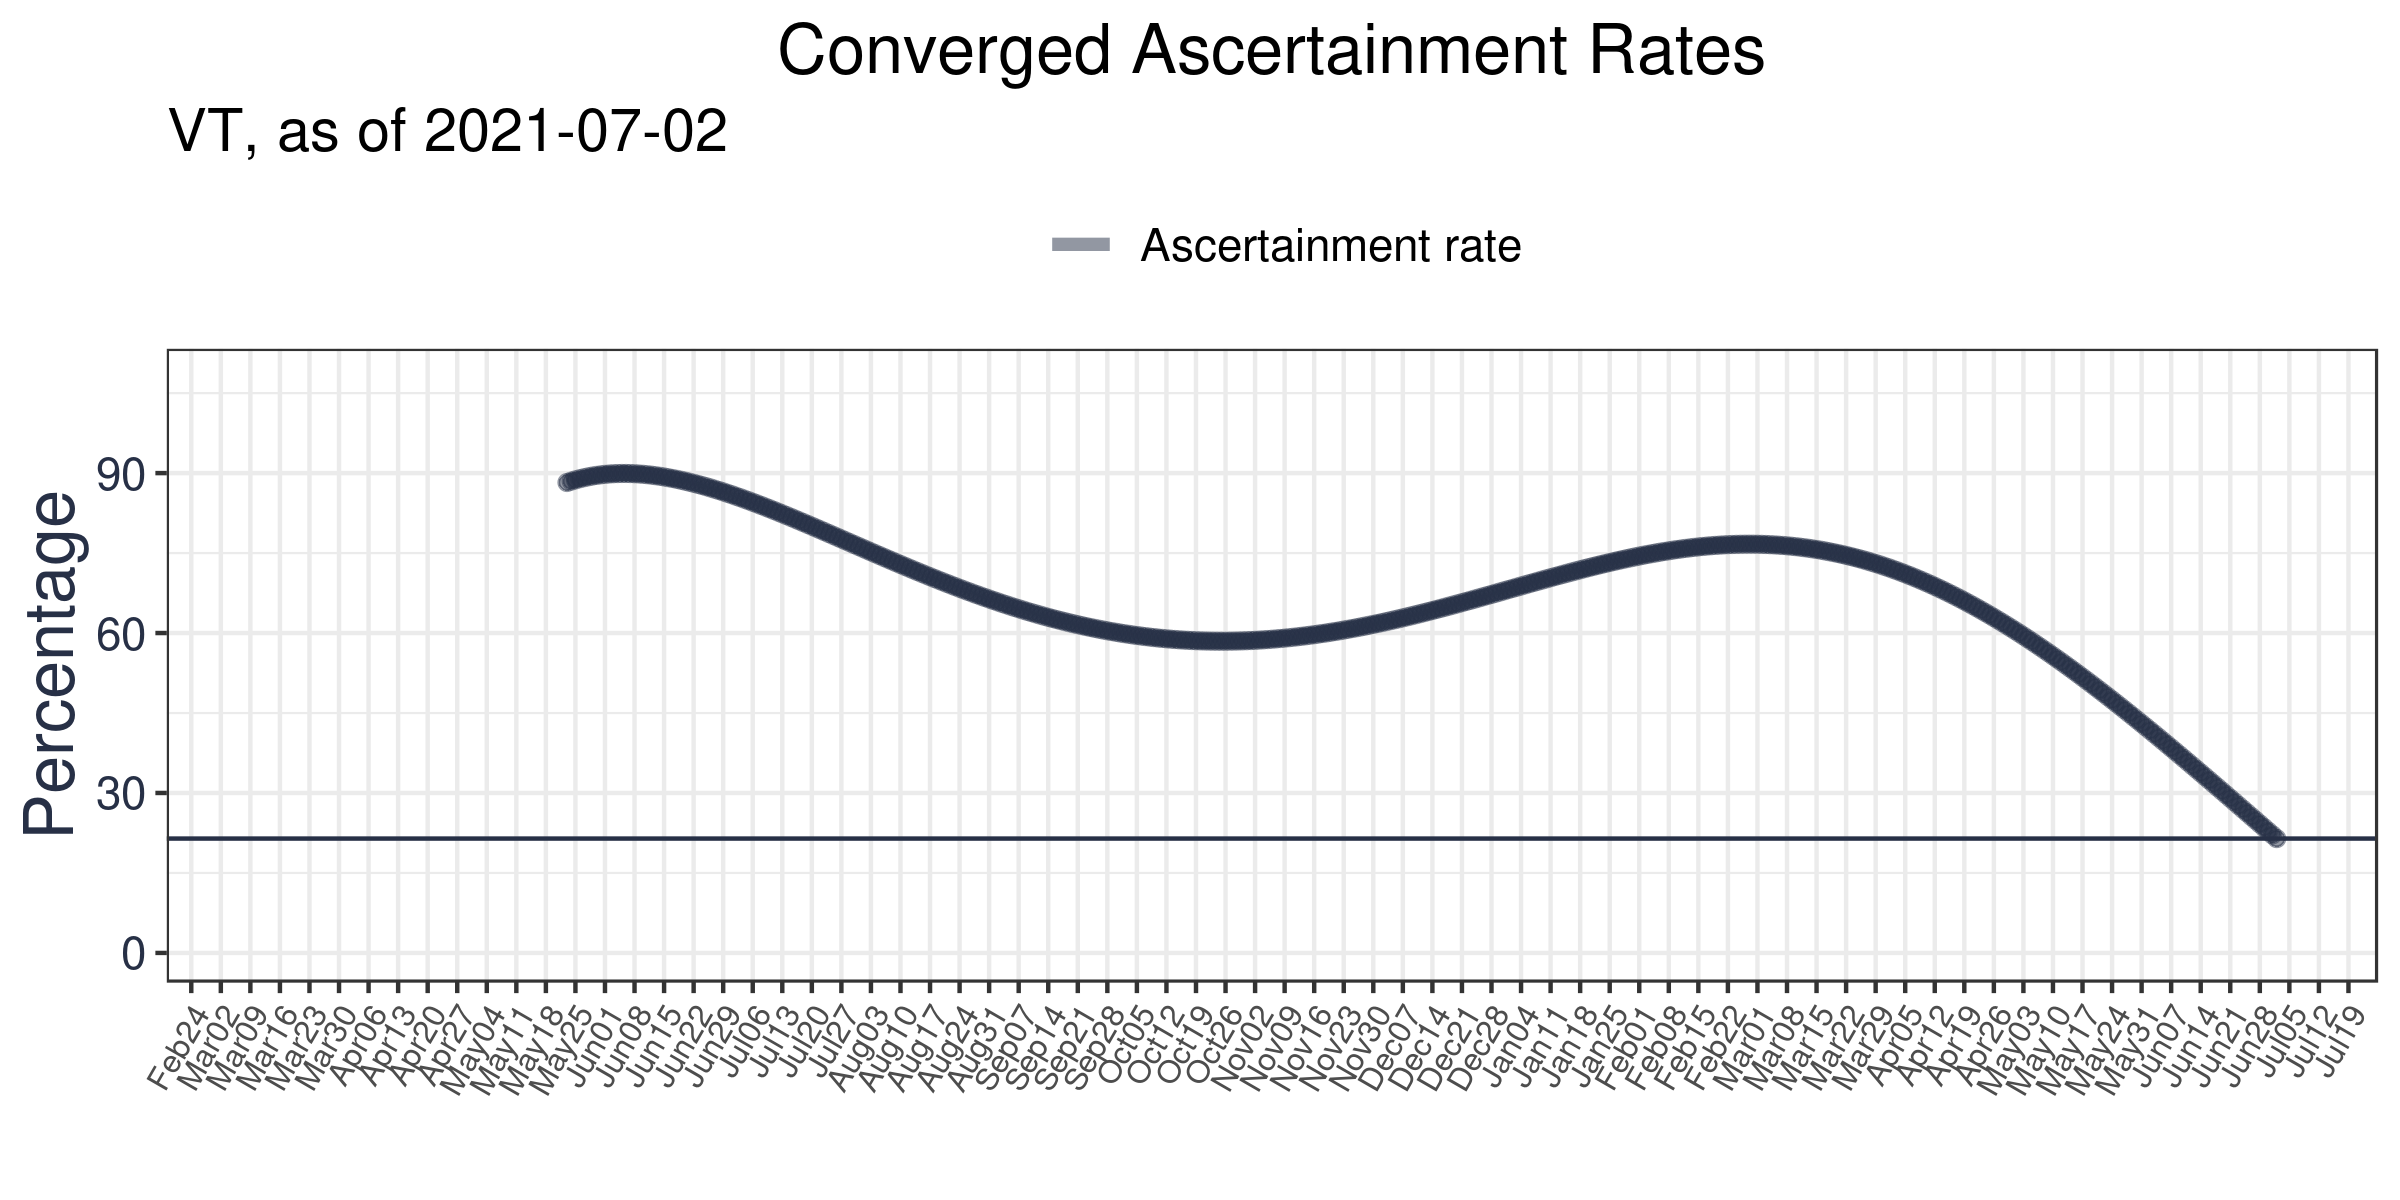 Converged Ascertainment Rates
VT, as of 2021-07-02
Ascertainment rate
Percentage
90
60
30
0
Feb24
Mar02
Mar09
Mar16
Mar23
Mar30
Apr06
Apr13
Apr20
Apr27
May04
May11
May18
May25
Jun01
Jun08
Jun15
Jun22
Jun29
Jul06
Jul13
Jul20
Jul27
Aug03
Aug10
Aug17
Aug24
Aug31
Sep07
Sep14
Sep21
Sep28
Oct05
Oct12
Oct19
Oct26
Nov02
Nov09
Nov16
Nov23
Nov30
Dec07
Dec14
Dec21
Dec28
Jan04
Jan11
Jan18
Jan25
Feb01
Feb08
Feb15
Feb22
Mar01
Mar08
Mar15
Mar22
Mar29
Apr05
Apr12
Apr19
Apr26
May03
May10
May17
May24
May31
Jun07
Jun14
Jun21
Jun28
Jul05
Jul12
Jul19